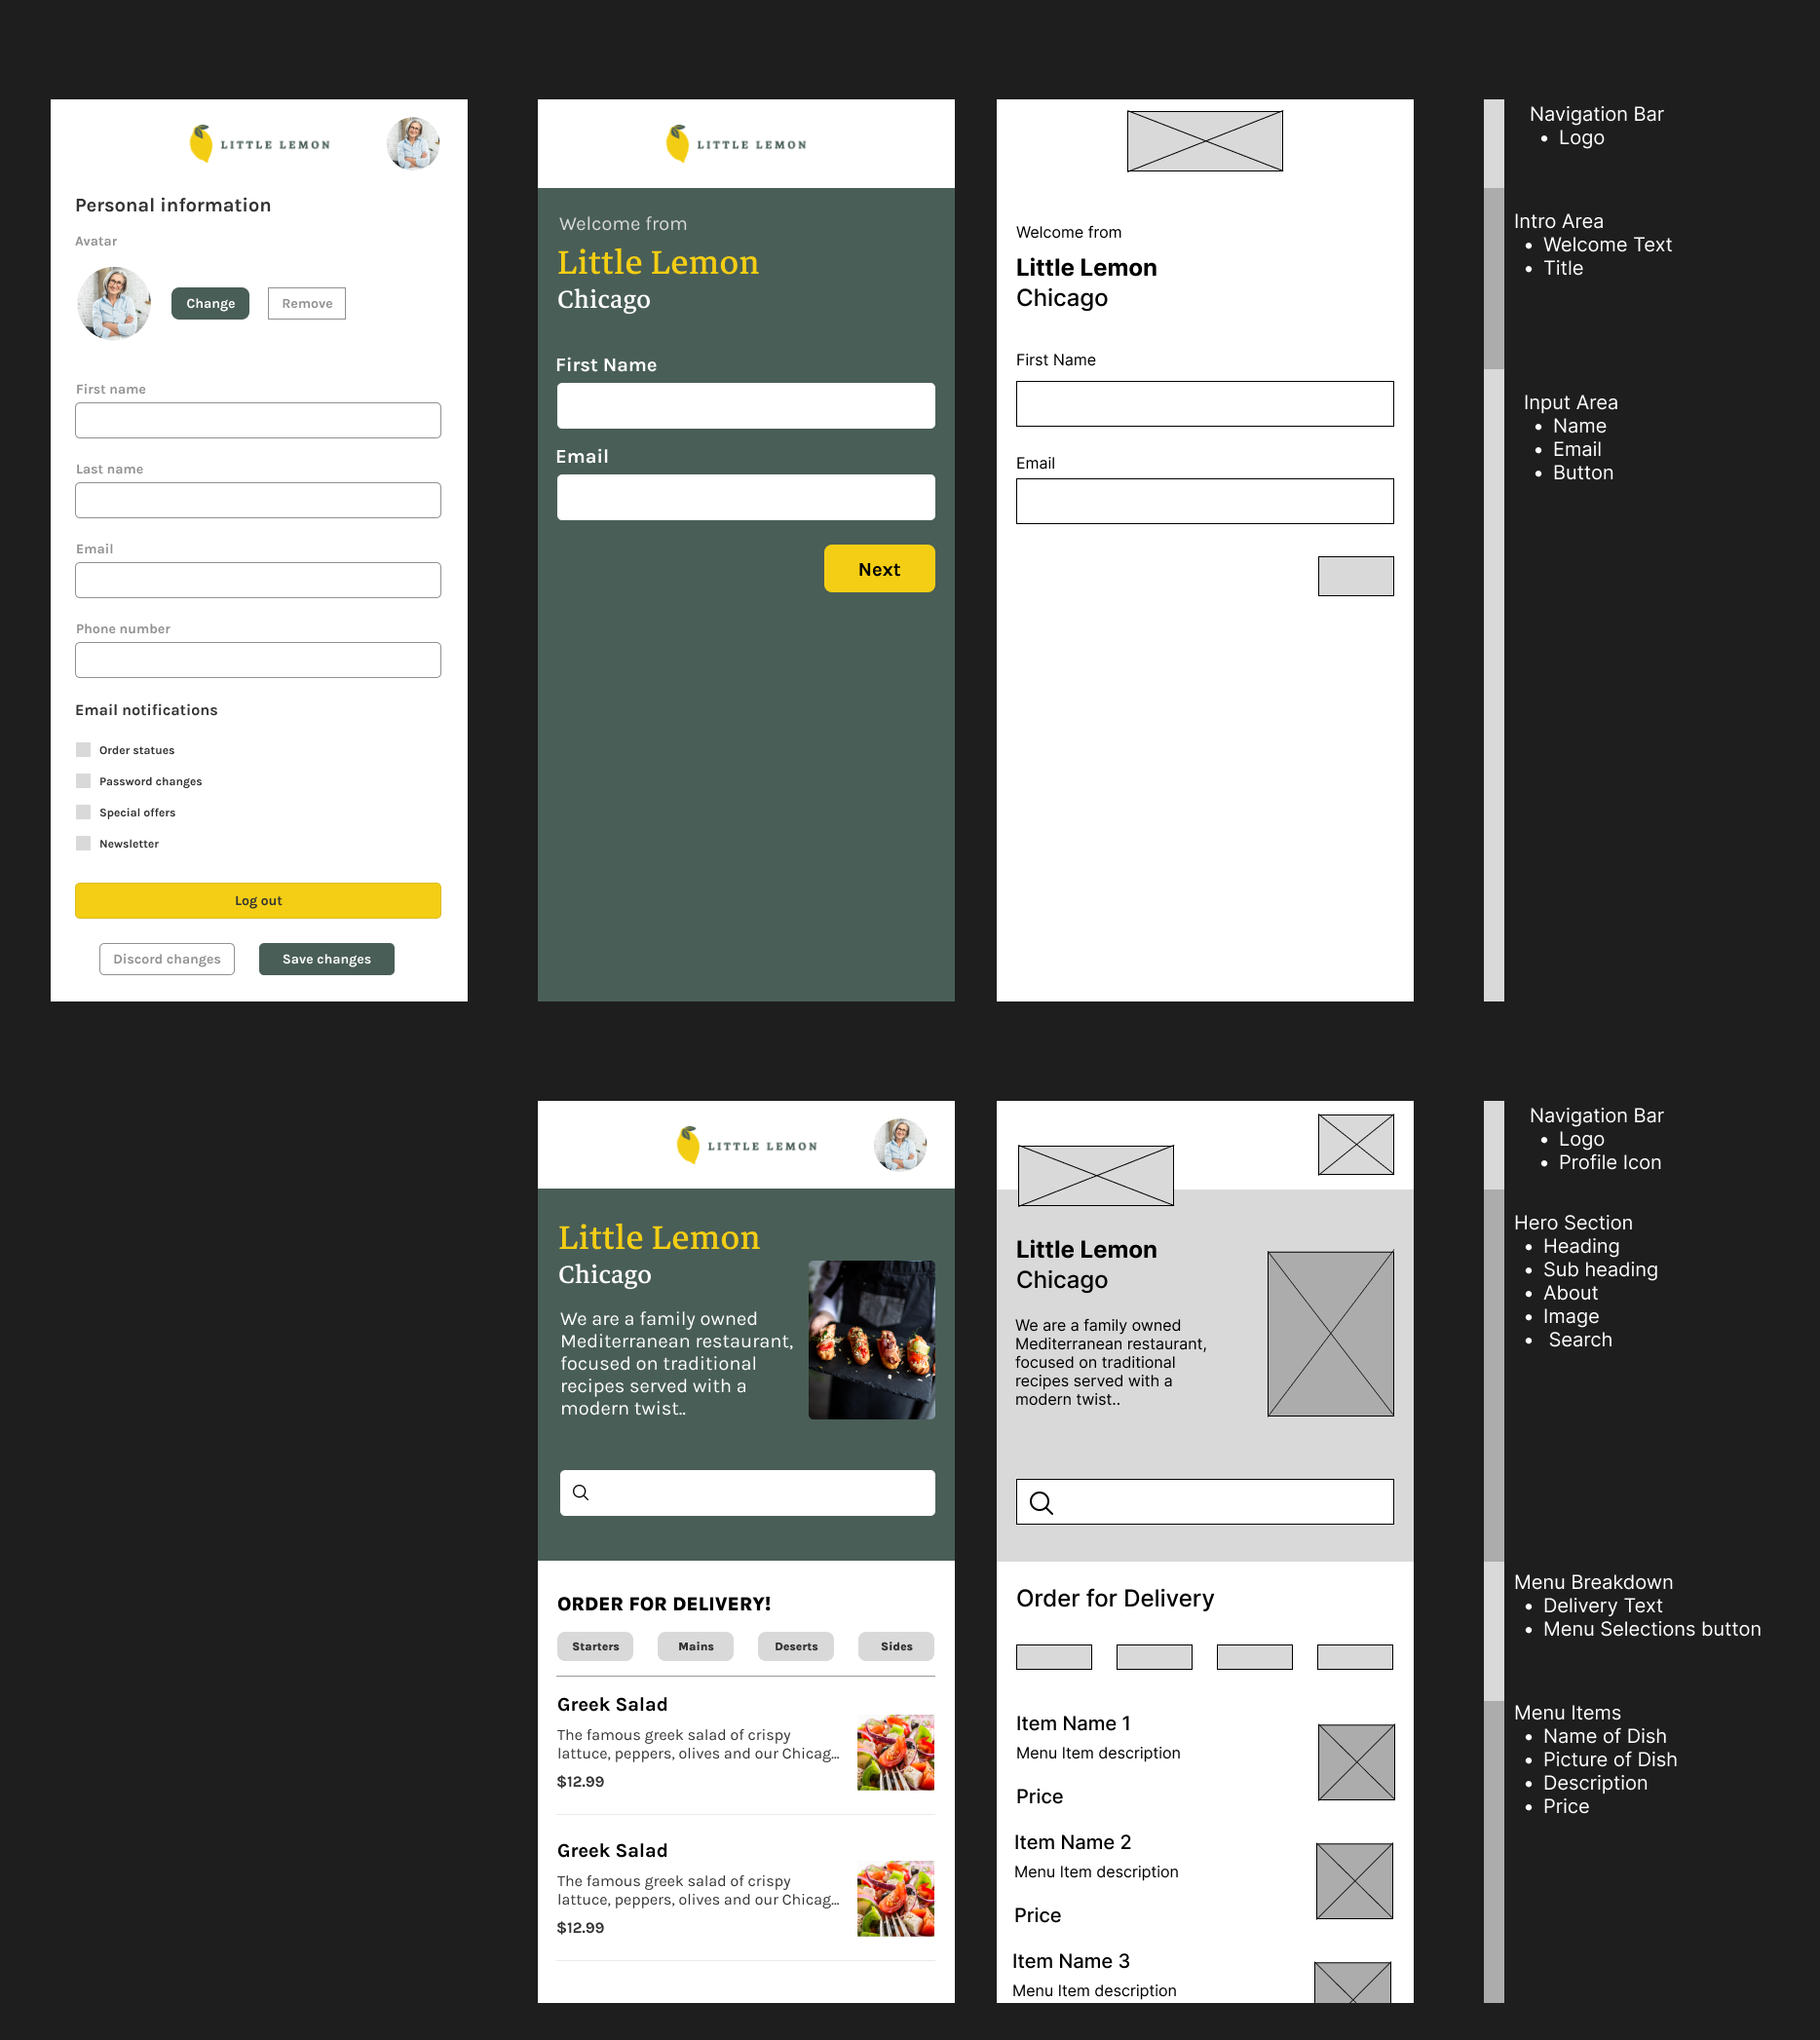 LITTLE LEMON
Personal information
Avatar
Change
Remove
First name
Last name
Email
Phone number
Email notifications
Order statues
Password changes
Special offers
Newsletter
Log out
Discord changes
Save changes
LITTLE LEMON
Welcome from
Little Lemon
Chicago
First Name
Email
Next
Welcome from
Little Lemon
Chicago
First Name
Email
Navigation Bar
• Logo
Intro Area
• Welcome Text
• Title
Input Area
• Name
• Email
• Button
LITTLE LEMON
Little Lemon
Chicago
We are a family owned
Mediterranean restaurant,
focused on traditional
recipes served with a
modern twist..
ORDER FOR DELIVERY!
Starters
Mains
Deserts
Sides
Greek Salad
The famous greek salad of crispy
lattuce, peppers, olives and our Chicag...
$12.99
Greek Salad
The famous greek salad of crispy
lattuce, peppers, olives and our Chicag...
$12.99
Little Lemon
Chicago
We are a family owned
Mediterranean restaurant,
focused on traditional
recipes served with a
modern twist..
Order for Delivery
Item Name 1
Menu Item description
Price
Item Name 2
Menu Item description
Price
Item Name 3
Menu Item description
Navigation Bar
• Logo
• Profile Icon
Hero Section
• Heading
• Sub heading
• About
• Image
• Search
Menu Breakdown
• Delivery Text
• Menu Selections button
Menu Items
• Name of Dish
• Picture of Dish
• Description
• Price